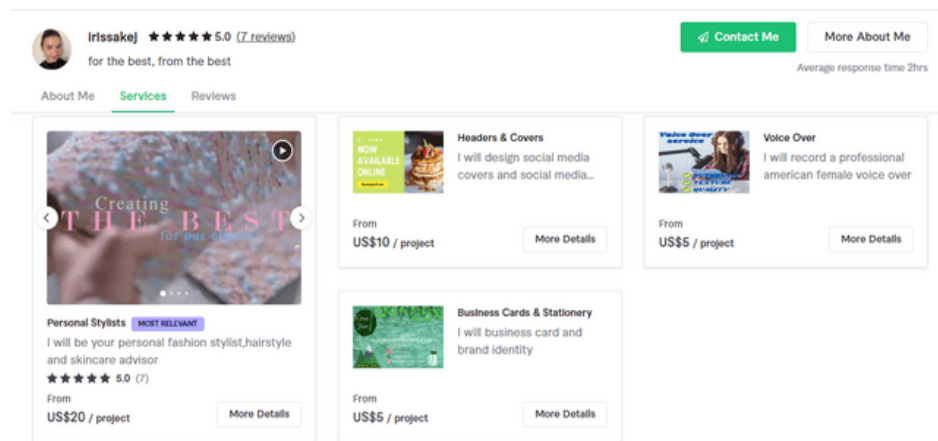 irissakej ★★★★★ 5.0 (7 reviews)
for the best, from the best
Contact Me
More About Me
Average response time 2hrs
About Me Services Reviews
Creating
THE BEST
for our clients
Personal Stylists MOST RELEVANT
I will be your personal fashion stylist,hairstyle
and skincare advisor
★★★★★ 5.0 (7)
From
US$20 / project
More Details
NOW
AVAILABLE
ONLINE
Headers & Covers
I will design social media
covers and social media...
From
US$10 / project
More Details
Voice Over
service
QUALITY
Voice Over
I will record a professional
american female voice over
From
US$5 / project
More Details
Business Cards & Stationery
I will business card and
brand identity
From
US$5 / project
More Details